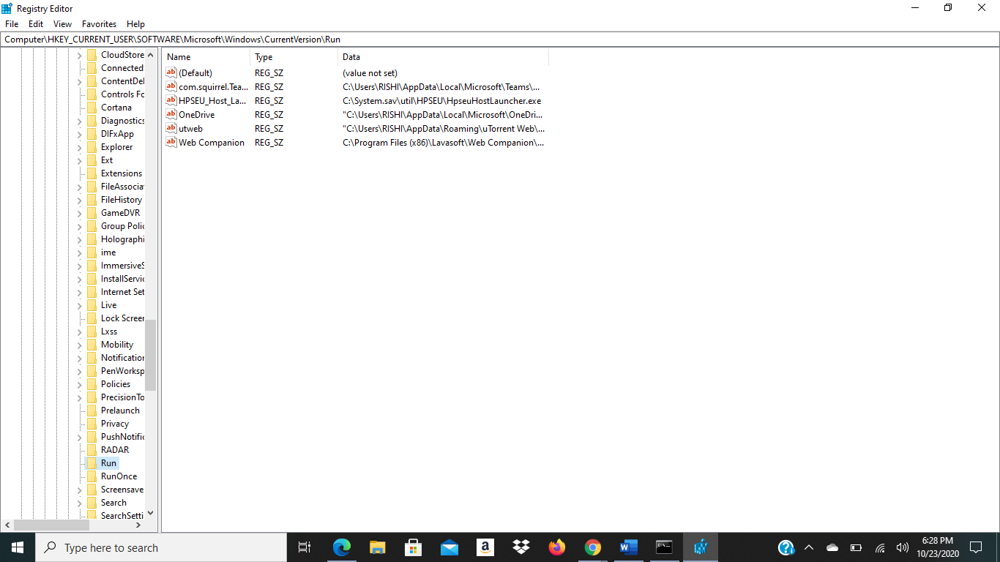 Registry Editor
File Edit View Favorites Help
Computer\HKEY_CURRENT_USER\SOFTWARE\Microsoft\Windows\CurrentVersion\Run
CloudStore
Connected
ContentDel
Controls Fo
Cortana
Diagnostics
DIFxApp
Explorer
Ext
Extensions
FileAssocia
FileHistory
GameDVR
Group Polic
Holographi
ime
ImmersiveS
InstallServic
Internet Set
Live
Lock Screen
Lxss
Mobility
Notification
PenWorksp
Policies
PrecisionTo
Prelaunch
Privacy
PushNotific
RADAR
Run
RunOnce
Screensave
Search
SearchSetti
Name Type Data
(Default) REG_SZ (value not set)
com.squirrel.Tea... REG_SZ C:\Users\RISHI\AppData\Local\Microsoft\Teams\...
HPSEU_Host_La... REG_SZ C:\System.sav\util\HPSEU\HpseuHostLauncher.exe
OneDrive REG_SZ "C:\Users\RISHI\AppData\Local\Microsoft\OneDri...
utweb REG_SZ "C:\Users\RISHI\AppData\Roaming\uTorrent Web\...
Web Companion REG_SZ C:\Program Files (x86)\Lavasoft\Web Companion\...
Type here to search
6:28 PM
10/23/2020